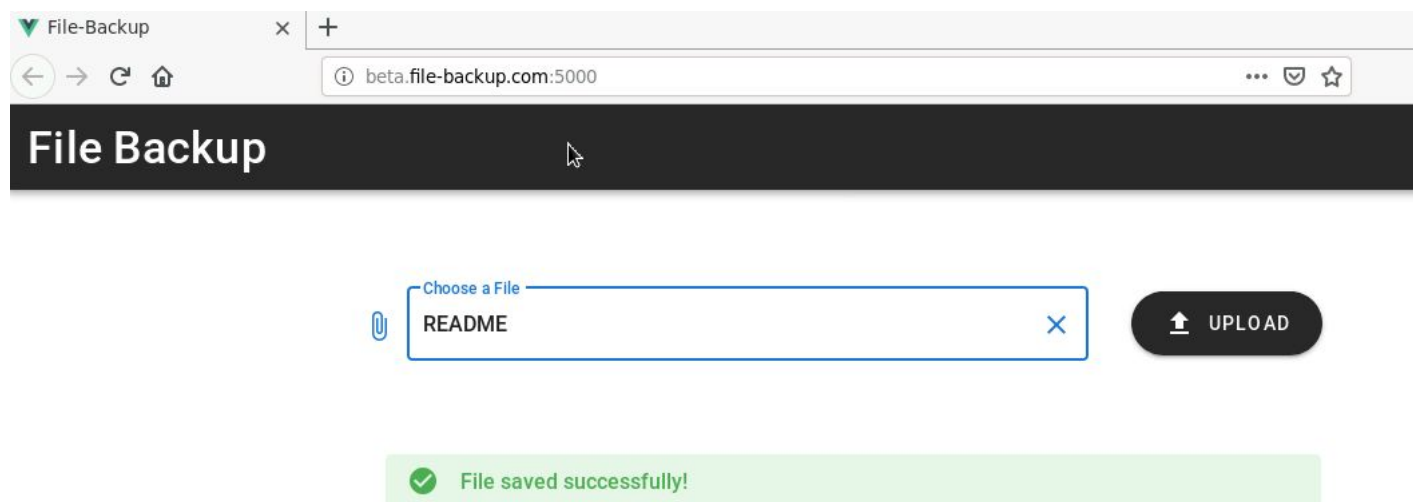 File-Backup
beta.file-backup.com:5000
File Backup
Choose a File
README
UPLOAD
File saved successfully!